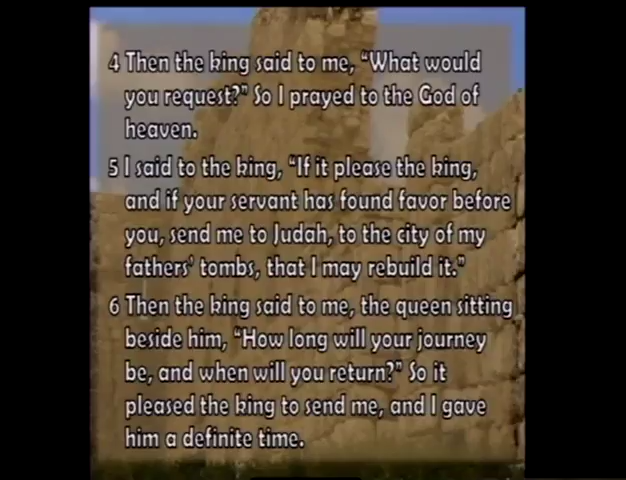 4 Then the king said to me, “What would
you request?” So I prayed to the God of
heaven.
5 I said to the king, “If it please the king,
and if your servant has found favor before
you, send me to Judah, to the city of my
fathers’ tombs, that I may rebuild it.”
6 Then the king said to me, the queen sitting
beside him, “How long will your journey
be, and when will you return?” So it
pleased the king to send me, and I gave
him a definite time.